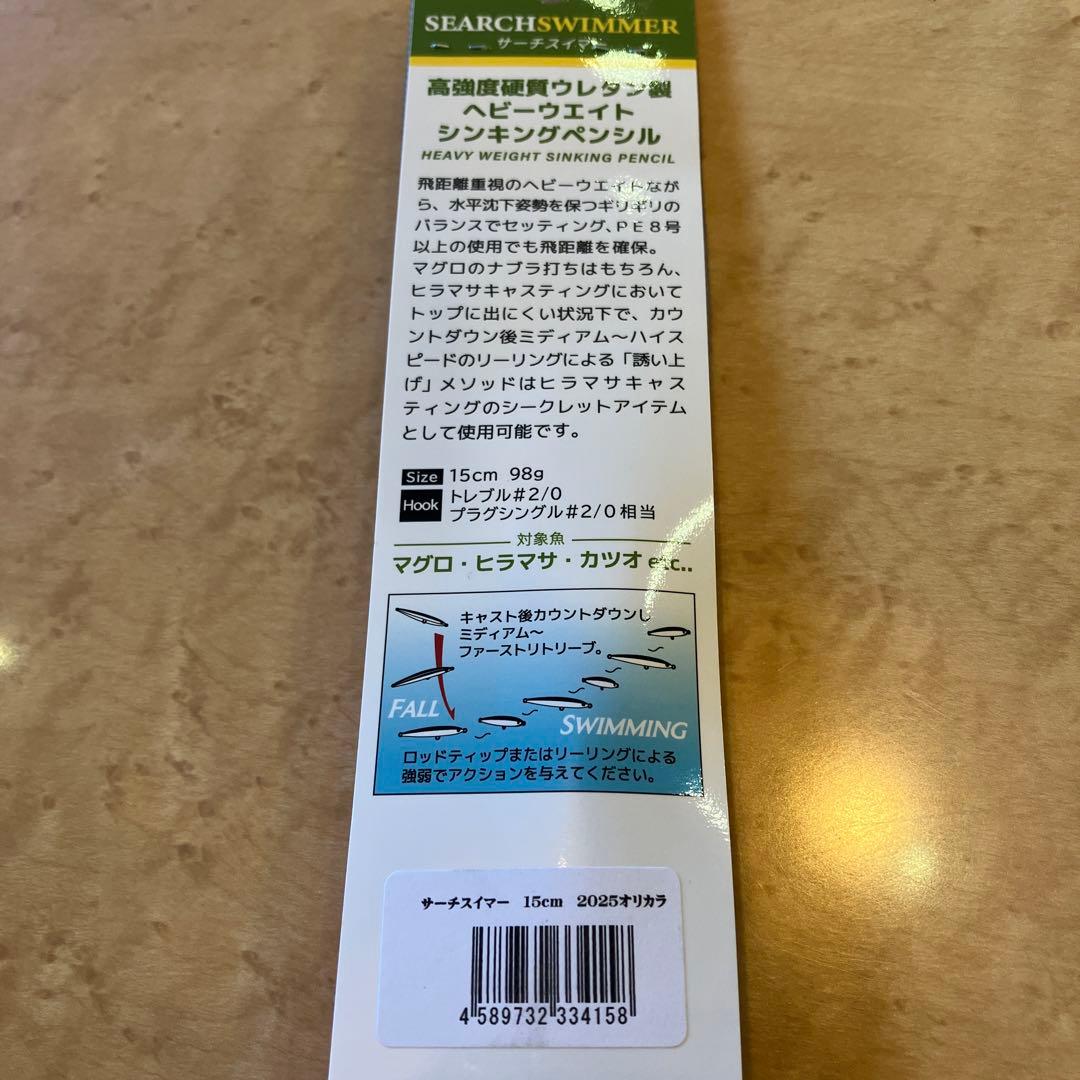 SEARCHSWIMMER
サーチスイマー
高強度硬質ウレタン製
ヘビーウエイト
シンキングペンシル
HEAVY WEIGHT SINKING PENCIL
飛距離重視のヘビーウエイトなが
ら、水平沈下姿勢を保つギリギリの
バランスでセッティング、PE8号
以上の使用でも飛距離を確保。
マグロのナブラ打ちはもちろん、
ヒラマサキャスティングにおいて
トップに出にくい状況下で、カウ
ントダウン後ミディアム〜ハイス
ピードのリーリングによる「誘い上
げ」メソッドはヒラマサキャス
ティングのシークレットアイテム
として使用可能です。
Size 15cm 98g
Hook トレブル#2/0
プラグシングル#2/0相当
対象魚
マグロ・ヒラマサ・カツオ etc..
キャスト後カウントダウンし
ミディアム〜
ファーストリトリーブ。
FALL
SWIMMING
ロッドティップまたはリーリングによる
強弱でアクションを与えてください。
サーチスイマー 15cm 2025オリカラ
4 589732 334158